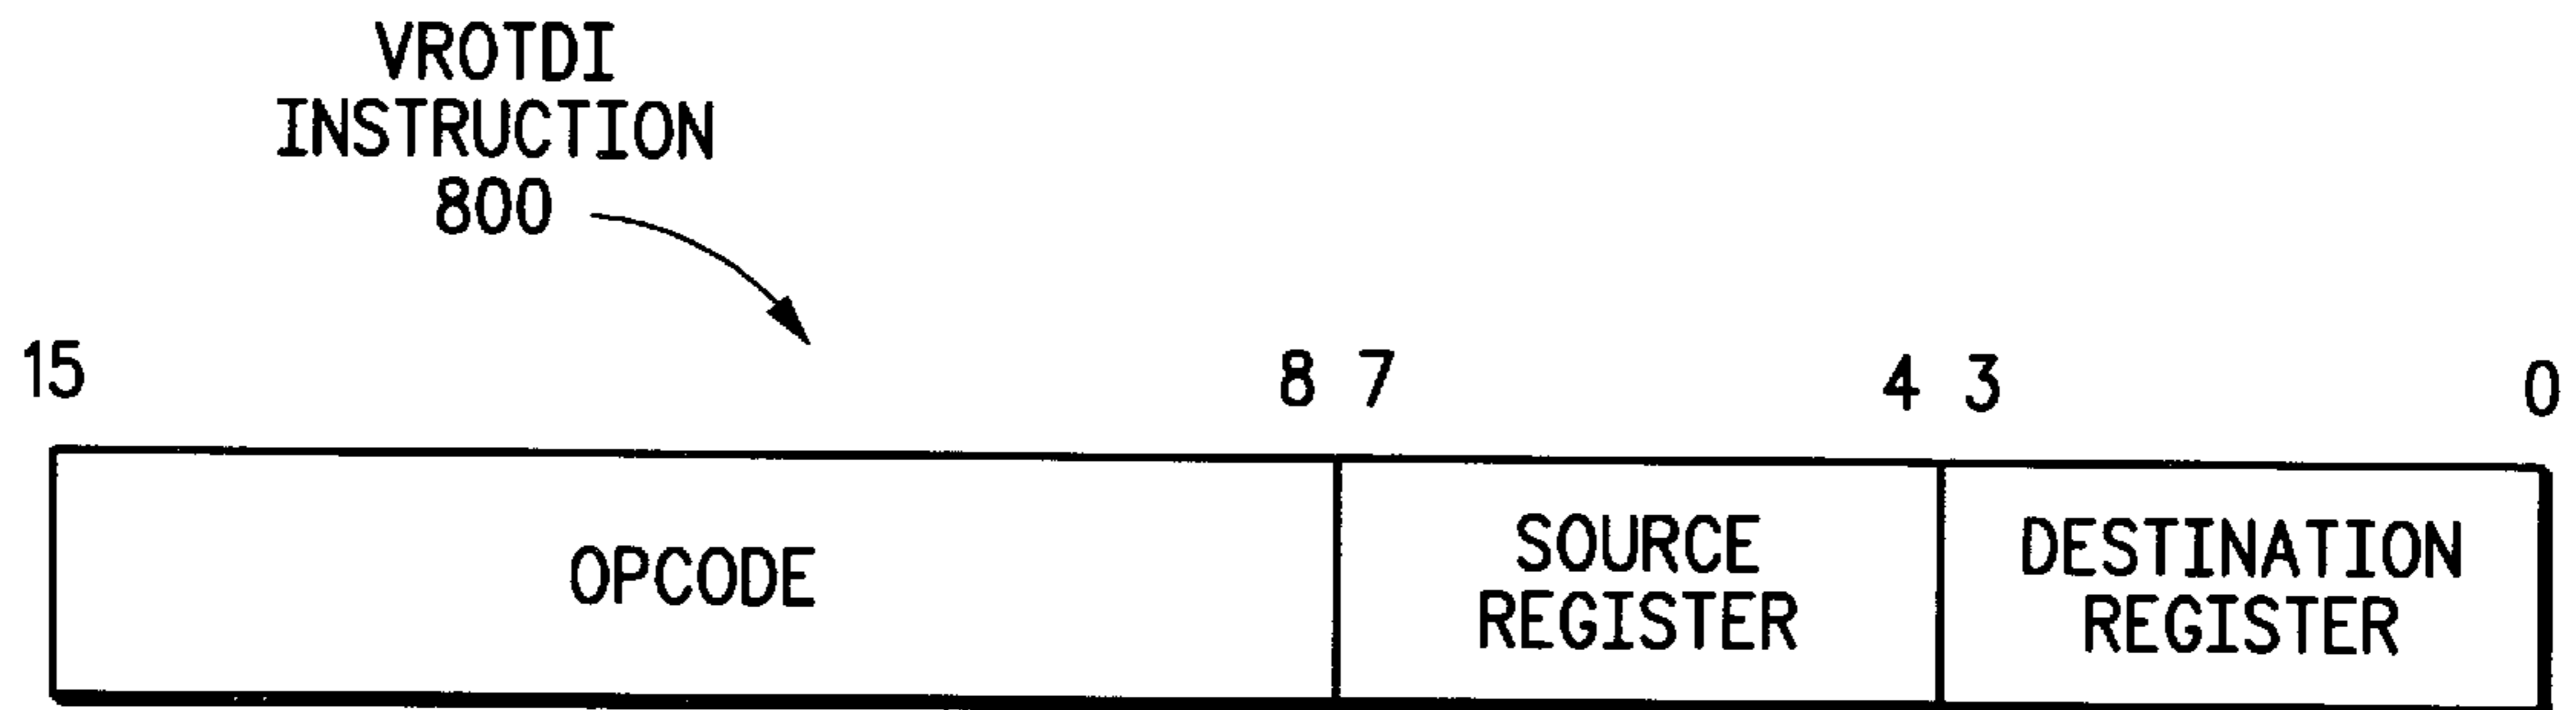 VROTDI
INSTRUCTION
800
15 8 7 4 3 0
OPCODE
SOURCE
REGISTER
DESTINATION
REGISTER